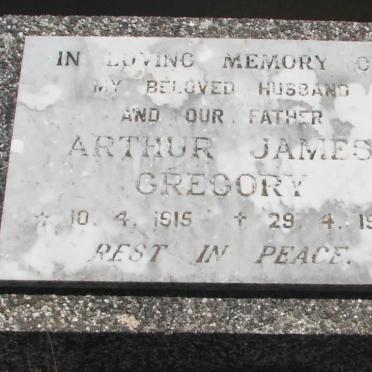 IN LOVING MEMORY O
MY BELOVED HUSBAND
AND OUR FATHER
ARTHUR JAMES
GREGORY
☆ 10. 4. 1915 ✝ 29. 4. 19
REST IN PEACE.